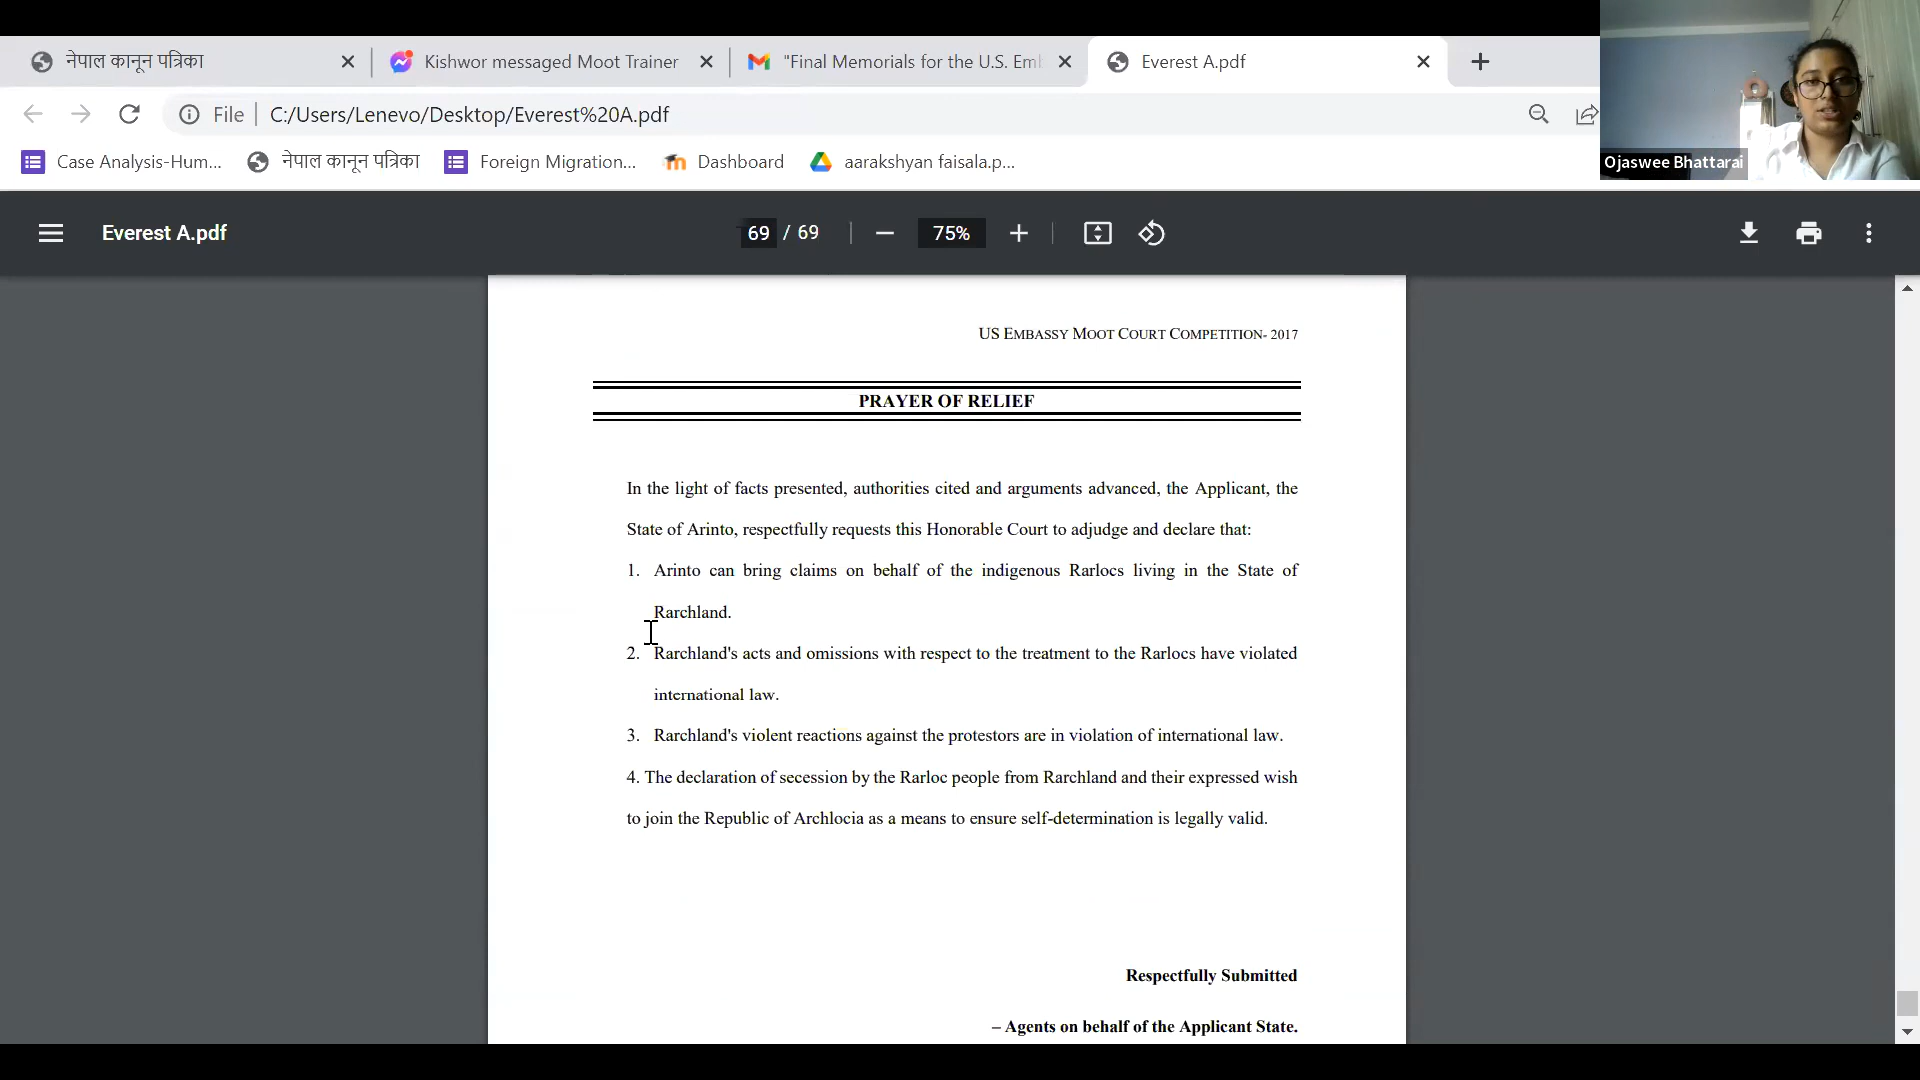 नेपाल कानून पत्रिका
Kishwor messaged Moot Trainer
"Final Memorials for the U.S. Em
Everest A.pdf
File
C:/Users/Lenevo/Desktop/Everest%20A.pdf
Case Analysis-Hum...
नेपाल कानून पत्रिका
Foreign Migration...
Dashboard
aarakshyan faisala.p...
Ojaswee Bhattarai
Everest A.pdf
69 / 69
75%
US EMBASSY MOOT COURT COMPETITION- 2017
PRAYER OF RELIEF
In the light of facts presented, authorities cited and arguments advanced, the Applicant, the
State of Arinto, respectfully requests this Honorable Court to adjudge and declare that:
1. Arinto can bring claims on behalf of the indigenous Rarlocs living in the State of
Rarchland.
2. Rarchland's acts and omissions with respect to the treatment to the Rarlocs have violated
international law.
3. Rarchland's violent reactions against the protestors are in violation of international law.
4. The declaration of secession by the Rarloc people from Rarchland and their expressed wish
to join the Republic of Archlocia as a means to ensure self-determination is legally valid.
Respectfully Submitted
– Agents on behalf of the Applicant State.